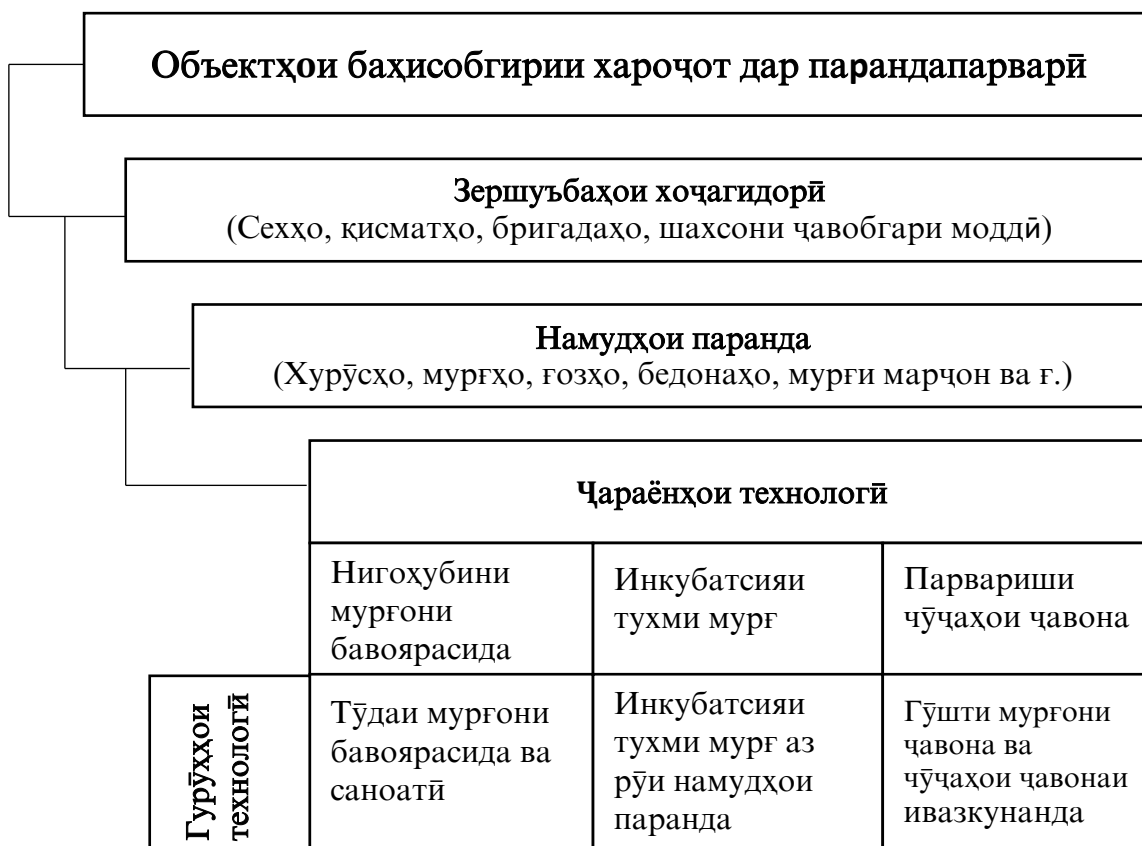 Объектҳои баҳисобгирии хароҷот дар парандапарварӣ
Зершуъбаҳои хоҷагидорӣ
(Сехҳо, қисматҳо, бригадаҳо, шахсони ҷавобгари моддӣ)
Намудҳои паранда
(Хурӯсҳо, мурғҳо, ғозҳо, бедонаҳо, мурғи марҷон ва ғ.)
Ҷараёнҳои технологӣ
Нигоҳубини
мурғони
бавоярасида
Инкубатсияи
тухми мурғ
Парвариши
чӯҷаҳои ҷавона
Гурӯҳҳои
технологӣ
Тӯдаи мурғони
бавоярасида ва
саноатӣ
Инкубатсияи
тухми мурғ аз
рӯи намудҳои
паранда
Гӯшти мурғони
ҷавона ва
чӯҷаҳои ҷавонаи
ивазкунанда